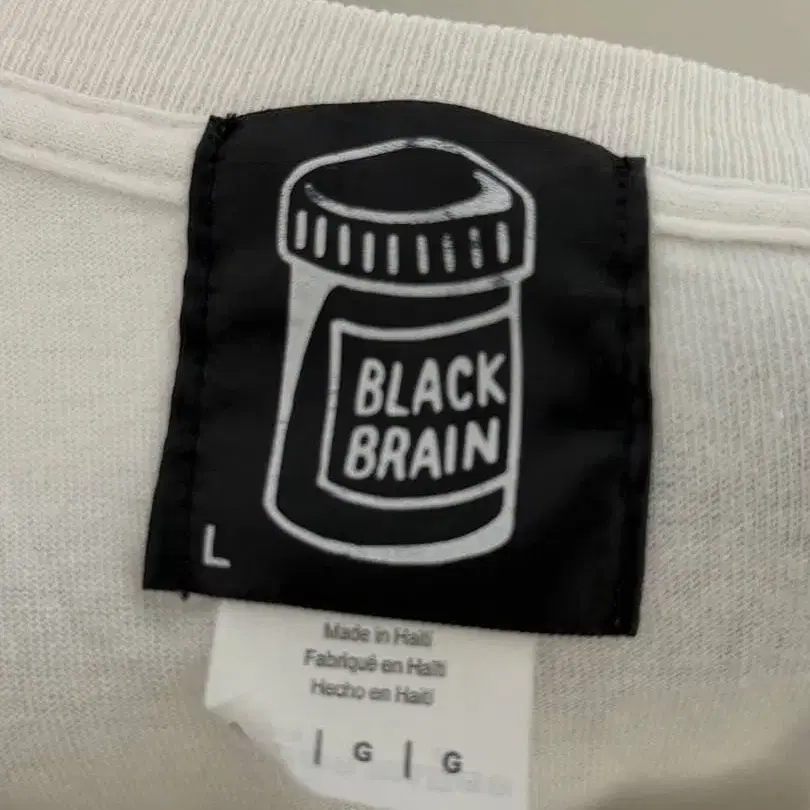 BLACK
BRAIN
L
Made in Haiti
Fabriqué en Haïti
Hecho en Haití
| G | G